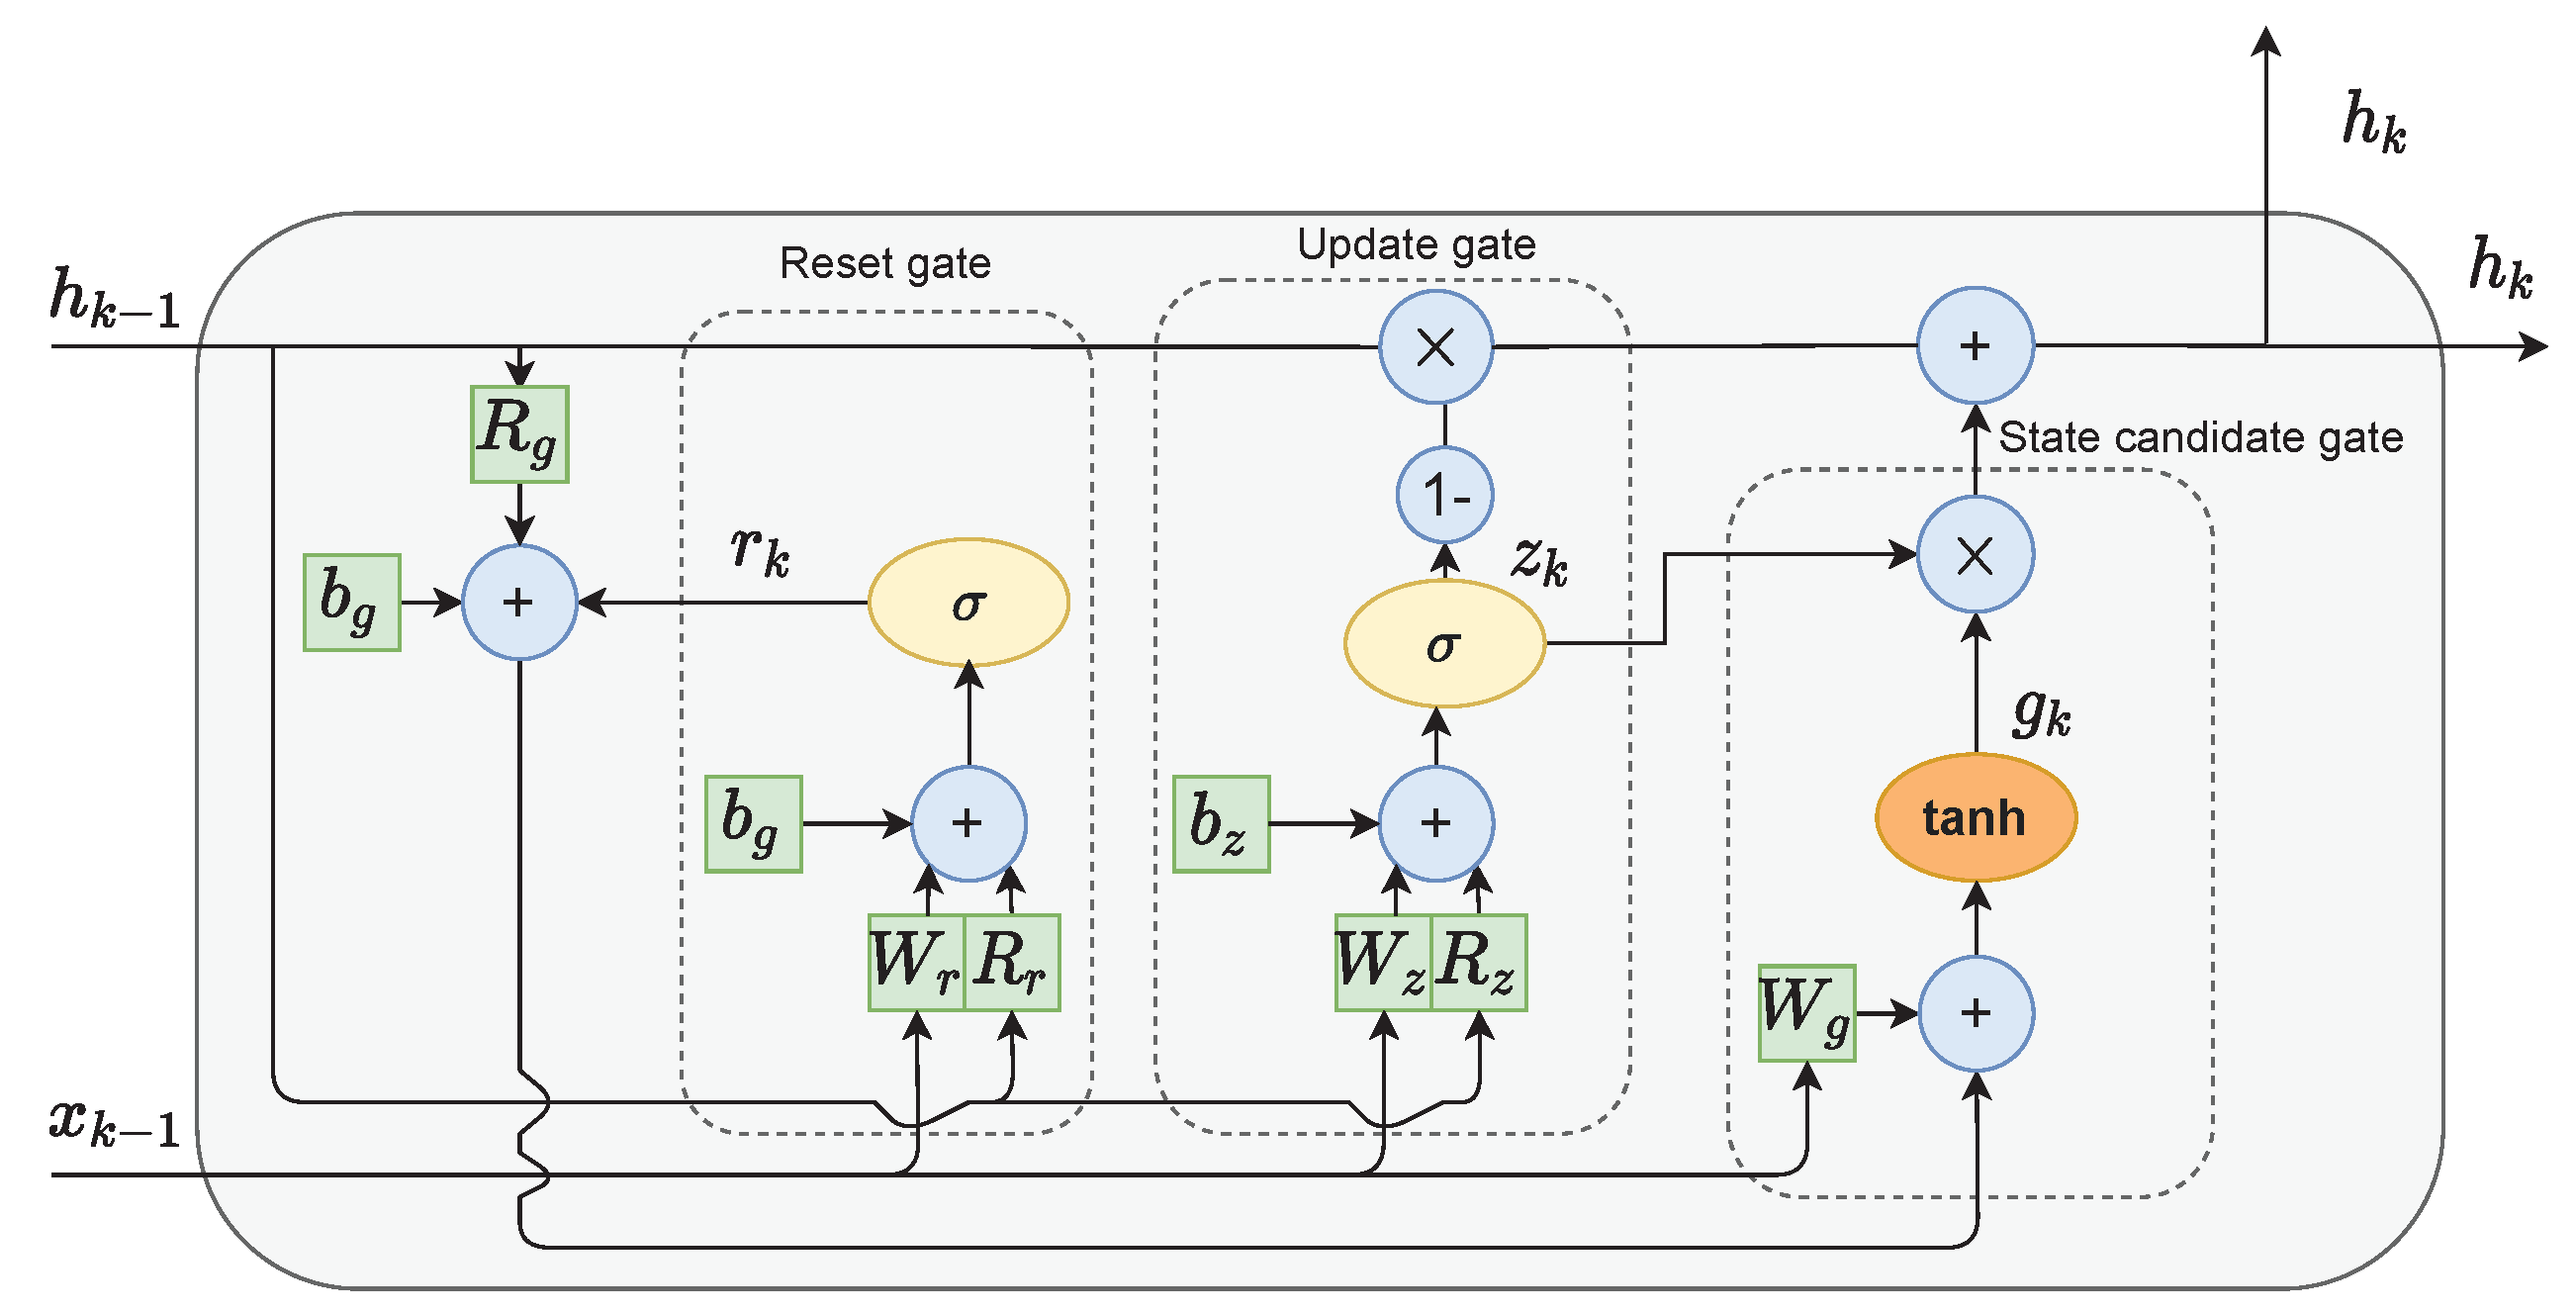 h_k
Update gate
Reset gate
h_{k-1}
h_k
×
+
R_g
State candidate gate
1-
r_k
z_k
×
b_g
+
σ
σ
g_k
b_g
+
b_z
+
tanh
W_r R_r
W_z R_z
W_g
+
x_{k-1}